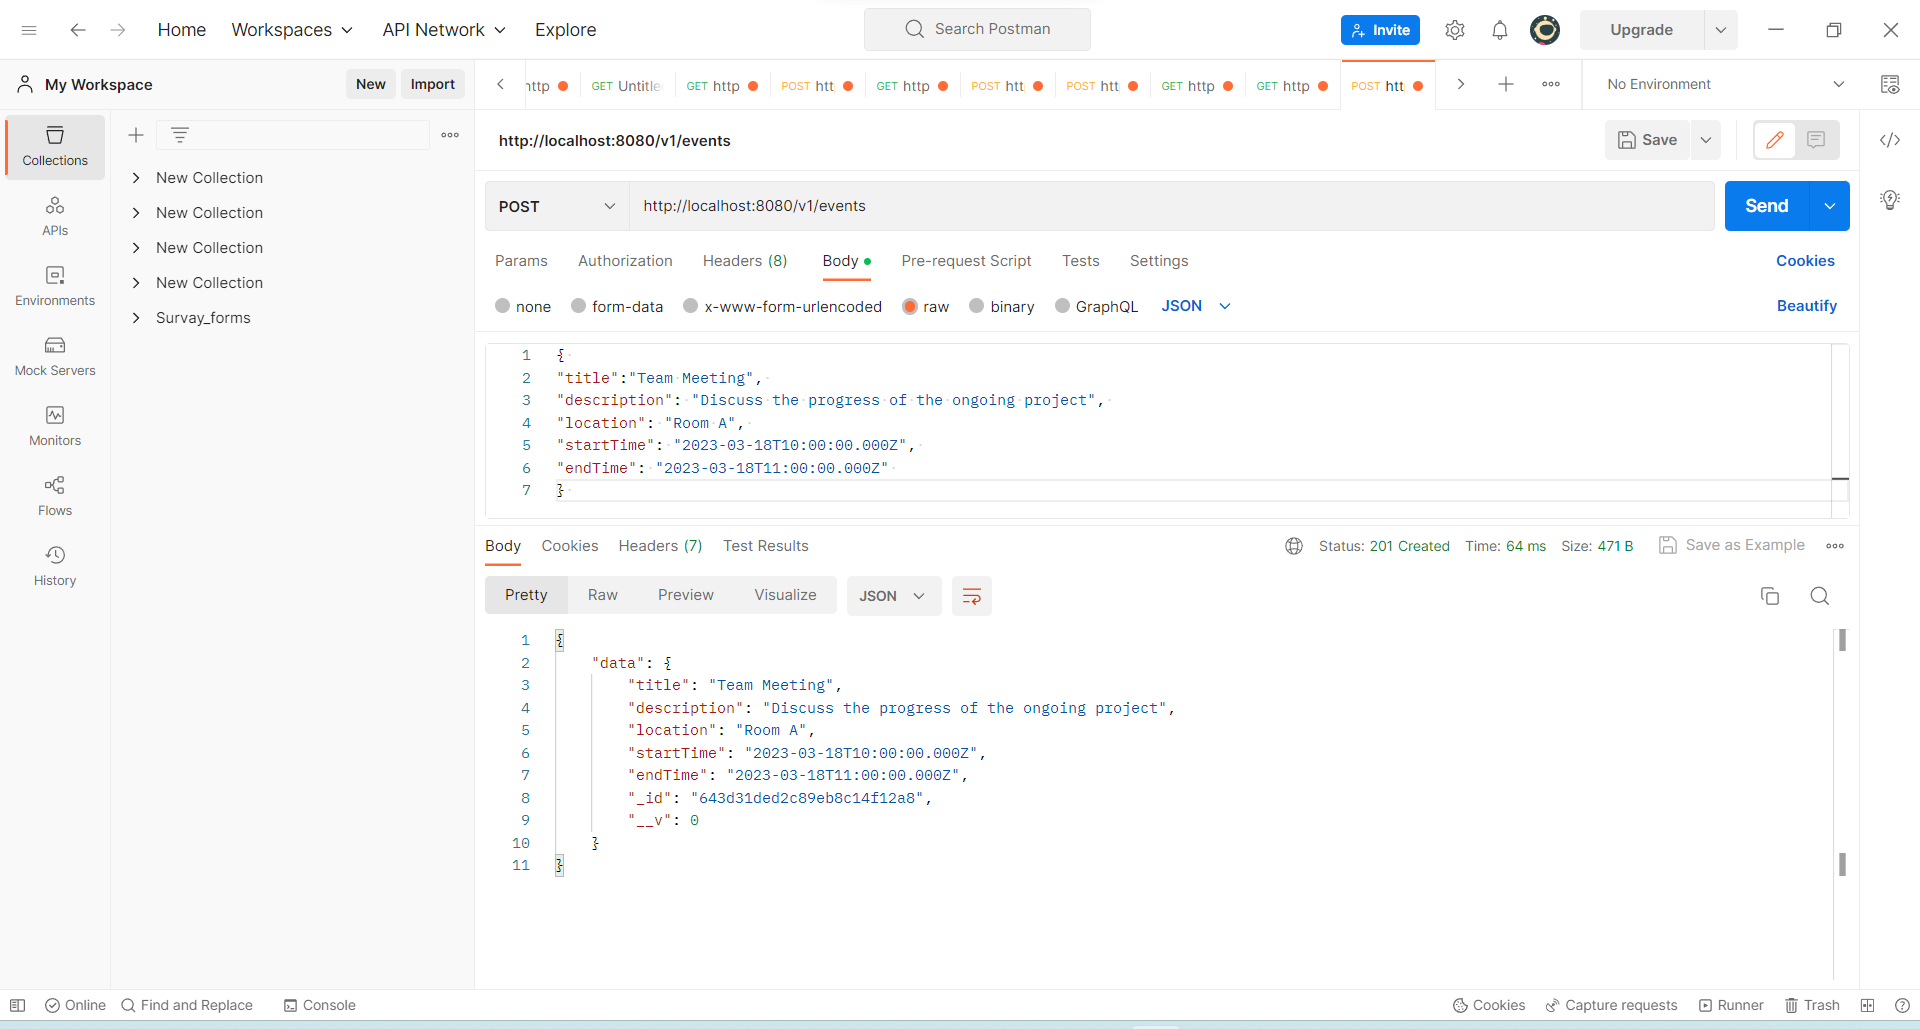 Home Workspaces API Network Explore Search Postman Invite Upgrade
My Workspace New Import http GET Untitle GET http POST htt GET http POST htt POST htt GET http GET http POST htt No Environment
Collections
APIs
Environments
Mock Servers
Monitors
Flows
History
New Collection
New Collection
New Collection
New Collection
Survay_forms
http://localhost:8080/v1/events Save
POST http://localhost:8080/v1/events Send
Params Authorization Headers (8) Body Pre-request Script Tests Settings Cookies
none form-data x-www-form-urlencoded raw binary GraphQL JSON Beautify
1 {
2 "title":"Team Meeting",
3 "description": "Discuss the progress of the ongoing project",
4 "location": "Room A",
5 "startTime": "2023-03-18T10:00:00.000Z",
6 "endTime": "2023-03-18T11:00:00.000Z"
7 }
Body Cookies Headers (7) Test Results Status: 201 Created Time: 64 ms Size: 471 B Save as Example
Pretty Raw Preview Visualize JSON
1 {
2 "data": {
3 "title": "Team Meeting",
4 "description": "Discuss the progress of the ongoing project",
5 "location": "Room A",
6 "startTime": "2023-03-18T10:00:00.000Z",
7 "endTime": "2023-03-18T11:00:00.000Z",
8 "_id": "643d31ded2c89eb8c14f12a8",
9 "__v": 0
10 }
11 }
Online Find and Replace Console Cookies Capture requests Runner Trash